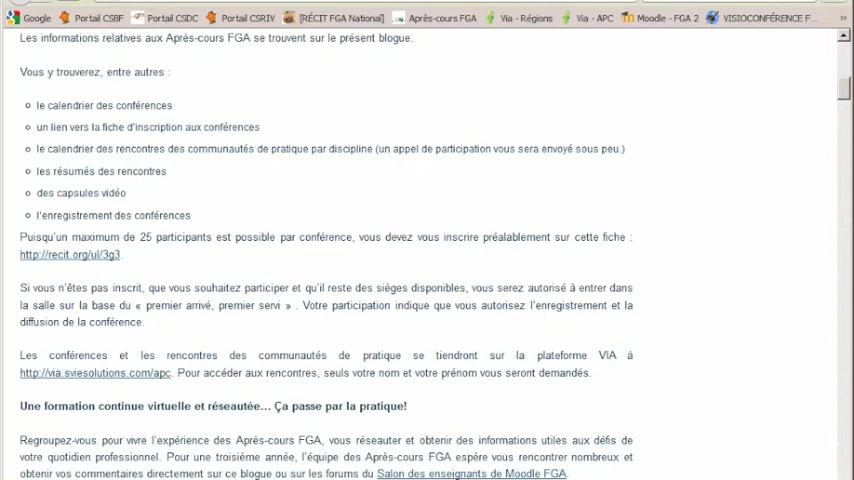 Google Portail CSBF Portail CSDC Portail CSRIV [RÉCIT FGA National] Après-cours FGA Via - Régions Via - APC Moodle - FGA 2 VISIOCONFÉRENCE F... »
Les informations relatives aux Après-cours FGA se trouvent sur le présent blogue.
Vous y trouverez, entre autres :
le calendrier des conférences
un lien vers la fiche d'inscription aux conférences
le calendrier des rencontres des communautés de pratique par discipline (un appel de participation vous sera envoyé sous peu.)
les résumés des rencontres
des capsules vidéo
l'enregistrement des conférences
Puisqu'un maximum de 25 participants est possible par conférence, vous devez vous inscrire préalablement sur cette fiche :
http://recit.org/ul/3g3.
Si vous n'êtes pas inscrit, que vous souhaitez participer et qu'il reste des sièges disponibles, vous serez autorisé à entrer dans
la salle sur la base du « premier arrivé, premier servi » . Votre participation indique que vous autorisez l'enregistrement et la
diffusion de la conférence.
Les conférences et les rencontres des communautés de pratique se tiendront sur la plateforme VIA à
http://via.sviesolutions.com/apc. Pour accéder aux rencontres, seuls votre nom et votre prénom vous seront demandés.
Une formation continue virtuelle et réseautée... Ça passe par la pratique!
Regroupez-vous pour vivre l'expérience des Après-cours FGA, vous réseauter et obtenir des informations utiles aux défis de
votre quotidien professionnel. Pour une troisième année, l'équipe des Après-cours FGA espère vous rencontrer nombreux et
obtenir vos commentaires directement sur ce blogue ou sur les forums du Salon des enseignants de Moodle FGA.